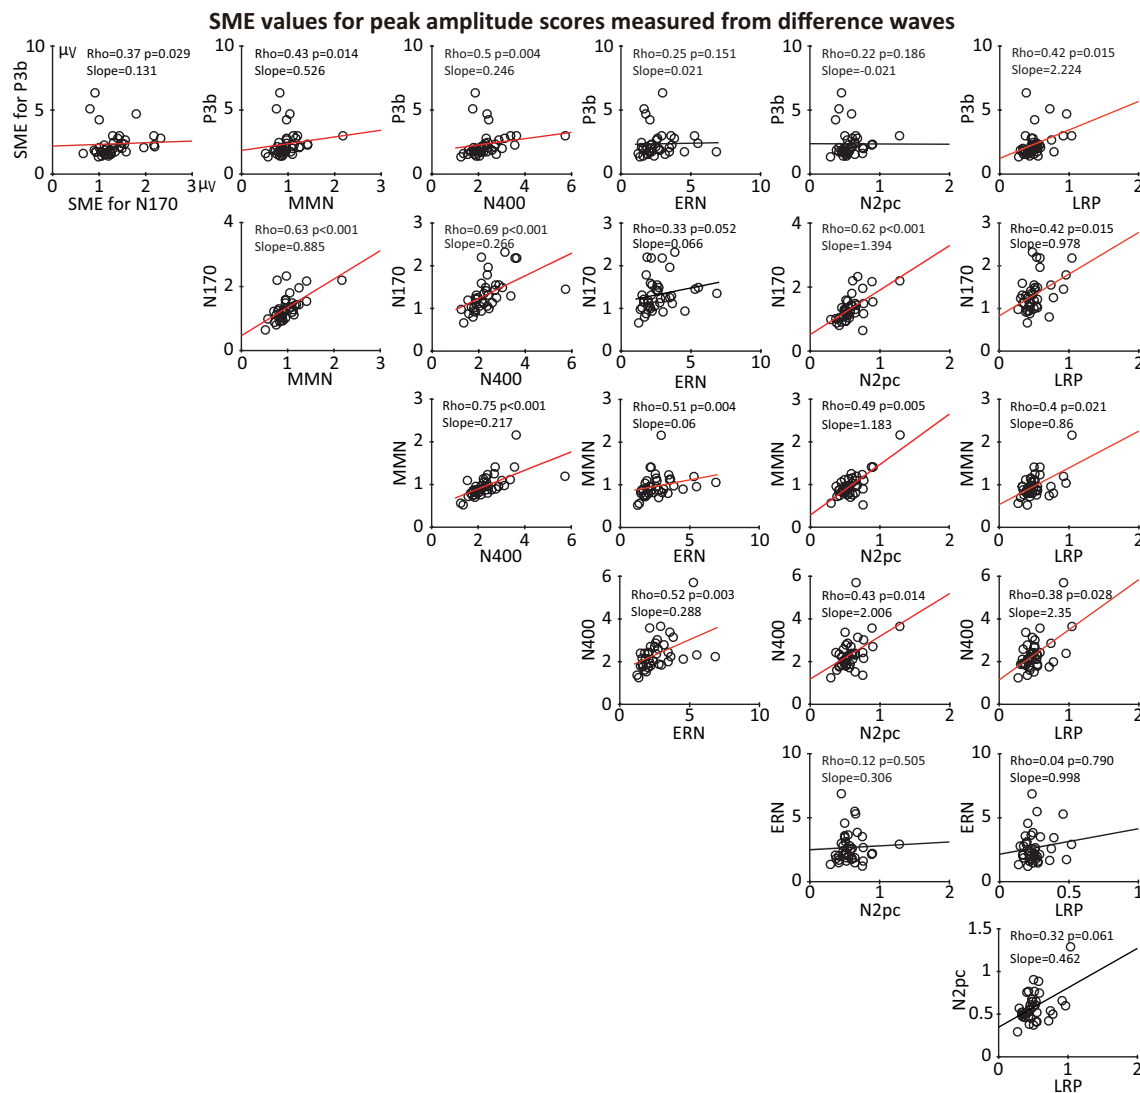 SME values for peak amplitude scores measured from difference waves
10
5
0
SME for P3b
μv
Rho=0.37 p=0.029
Slope=0.131
0 1 2 3 μv
SME for N170
10
5
0
P3b
Rho=0.43 p=0.014
Slope=0.526
0 1 2 3
MMN
10
5
0
P3b
Rho=0.5 p=0.004
Slope=0.246
0 2 4 6
N400
10
5
0
P3b
Rho=0.25 p=0.151
Slope=0.021
0 5 10
ERN
10
5
0
P3b
Rho=0.22 p=0.186
Slope=-0.021
0 1 2
N2pc
10
5
0
P3b
Rho=0.42 p=0.015
Slope=2.224
0 1 2
LRP
4
2
0
N170
Rho=0.63 p<0.001
Slope=0.885
0 1 2 3
MMN
3
2
1
0
N170
Rho=0.69 p<0.001
Slope=0.266
0 2 4 6
N400
3
2
1
0
N170
Rho=0.33 p=0.052
Slope=0.066
0 5 10
ERN
4
2
0
N170
Rho=0.62 p<0.001
Slope=1.394
0 1 2
N2pc
3
2
1
0
N170
Rho=0.42 p=0.015
Slope=0.978
0 1 2
LRP
3
2
1
0
MMN
Rho=0.75 p<0.001
Slope=0.217
0 2 4 6
N400
3
2
1
0
MMN
Rho=0.51 p=0.004
Slope=0.06
0 5 10
ERN
3
2
1
0
MMN
Rho=0.49 p=0.005
Slope=1.183
0 1 2
N2pc
3
2
1
0
MMN
Rho=0.4 p=0.021
Slope=0.86
0 1 2
LRP
6
4
2
0
N400
Rho=0.52 p=0.003
Slope=0.288
0 5 10
ERN
6
4
2
0
N400
Rho=0.43 p=0.014
Slope=2.006
0 1 2
N2pc
6
4
2
0
N400
Rho=0.38 p=0.028
Slope=2.35
0 1 2
LRP
10
5
0
ERN
Rho=0.12 p=0.505
Slope=0.306
0 1 2
N2pc
10
5
0
ERN
Rho=0.04 p=0.790
Slope=0.998
0 0.5 1
LRP
1.5
1
0.5
0
N2pc
Rho=0.32 p=0.061
Slope=0.462
0 1 2
LRP